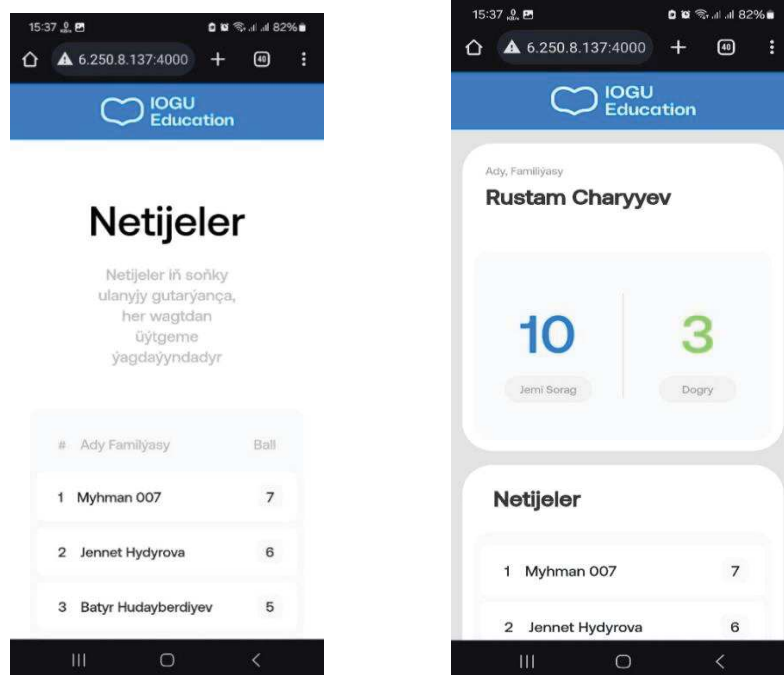 15:37
82%
6.250.8.137:4000
40
IOGU
Education
Netijeler
Netijeler iň soňky
ulanyjy gutarýança,
her wagtdan
üýtgeme
ýagdaýyndadyr
# Ady Familýasy Ball
1 Myhman 007 7
2 Jennet Hydyrova 6
3 Batyr Hudayberdiyev 5
15:37
82%
6.250.8.137:4000
40
IOGU
Education
Ady, Familiýasy
Rustam Charyyev
10 3
Jemi Sorag Dogry
Netijeler
1 Myhman 007 7
2 Jennet Hydyrova 6